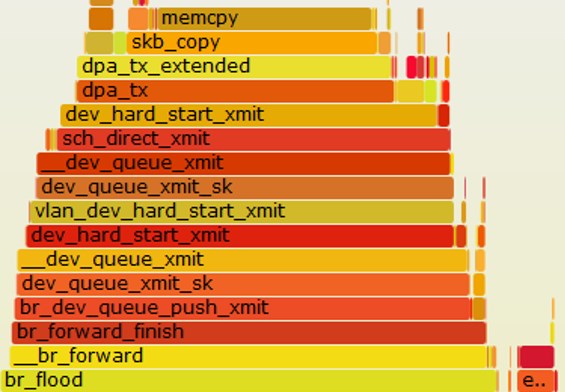 memcpy
skb_copy
dpa_tx_extended
dpa_tx
dev_hard_start_xmit
sch_direct_xmit
__dev_queue_xmit
dev_queue_xmit_sk
vlan_dev_hard_start_xmit
dev_hard_start_xmit
__dev_queue_xmit
dev_queue_xmit_sk
br_dev_queue_push_xmit
br_forward_finish
__br_forward
br_flood e..